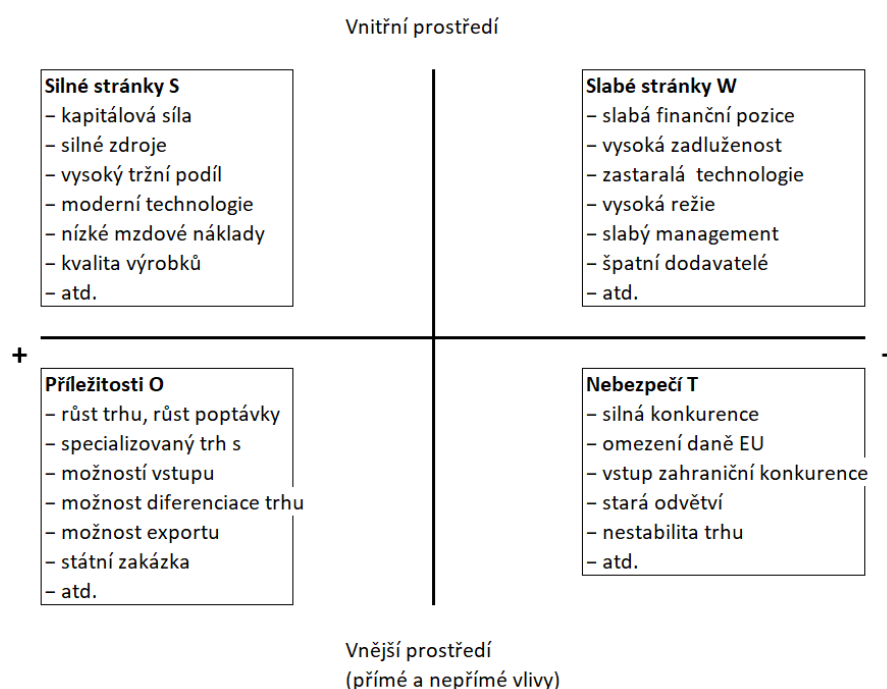 Vnitřní prostředí
Silné stránky S
– kapitálová síla
– silné zdroje
– vysoký tržní podíl
– moderní technologie
– nízké mzdové náklady
– kvalita výrobků
– atd.
Slabé stránky W
– slabá finanční pozice
– vysoká zadluženost
– zastaralá  technologie
– vysoká režie
– slabý management
– špatní dodavatelé
– atd.
+
–
Příležitosti O
– růst trhu, růst poptávky
– specializovaný trh s
– možností vstupu
– možnost diferenciace trhu
– možnost exportu
– státní zakázka
– atd.
Nebezpečí T
– silná konkurence
– omezení daně EU
– vstup zahraniční konkurence
– stará odvětví
– nestabilita trhu
– atd.
Vnější prostředí
(přímé a nepřímé vlivy)